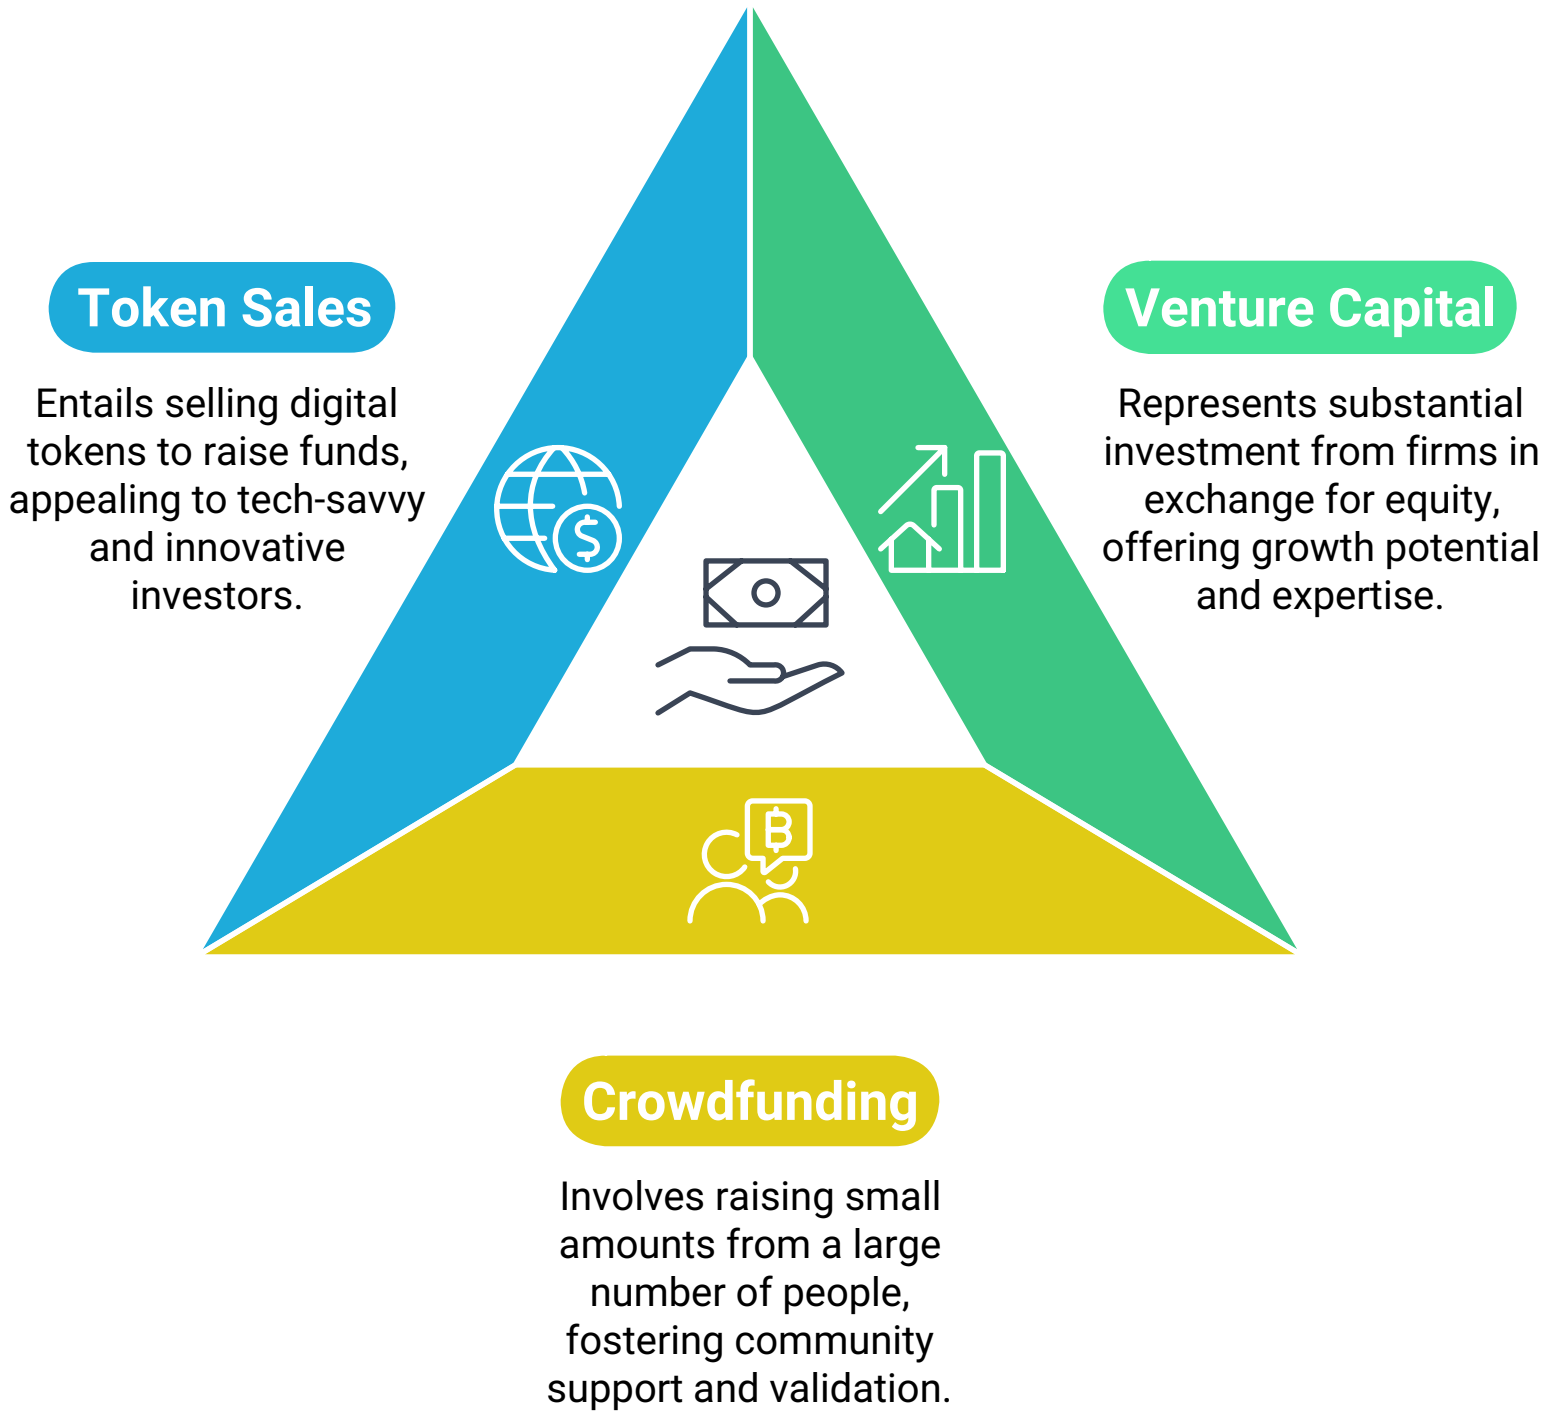 Token Sales
Entails selling digital
tokens to raise funds,
appealing to tech-savvy
and innovative
investors.
Venture Capital
Represents substantial
investment from firms in
exchange for equity,
offering growth potential
and expertise.
$
B
Crowdfunding
Involves raising small
amounts from a large
number of people,
fostering community
support and validation.